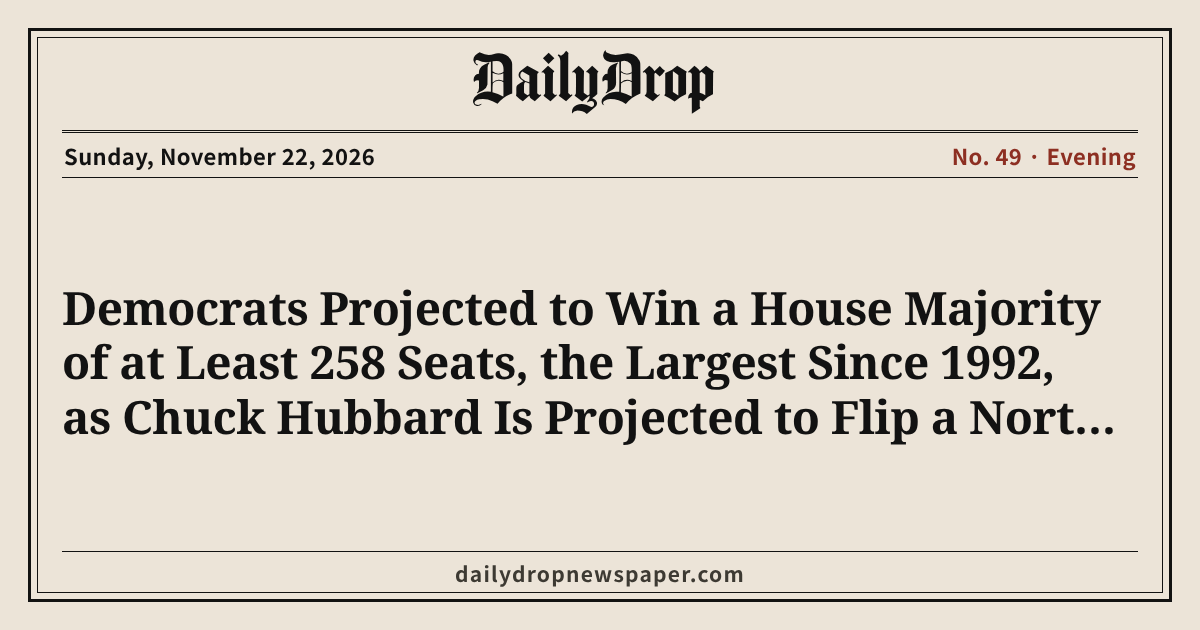 DailyDrop
Sunday, November 22, 2026
No. 49 · Evening
Democrats Projected to Win a House Majority
of at Least 258 Seats, the Largest Since 1992,
as Chuck Hubbard Is Projected to Flip a Nort...
dailydropnewspaper.com